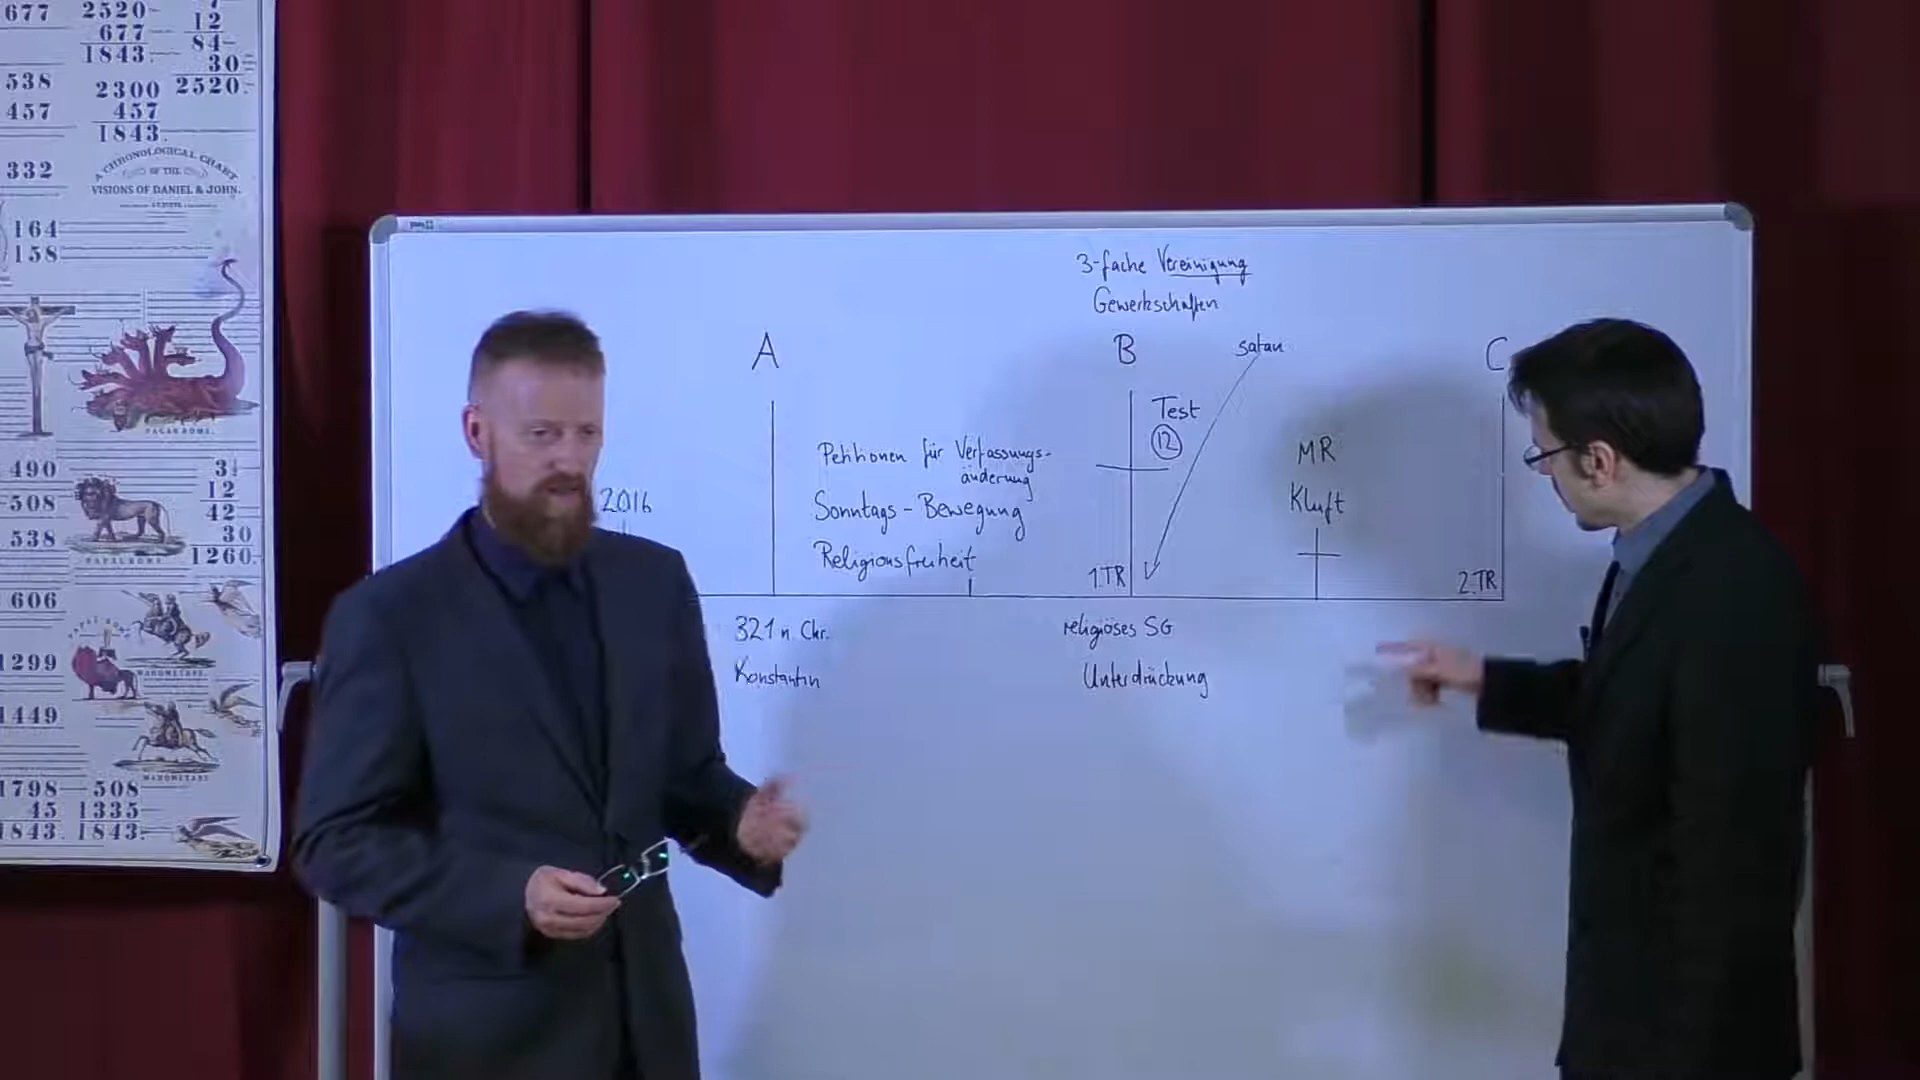 677
2520
677
1843.
7
12
84
30
2520.
538
457
2300
457
1843.
332
A CHRONOLOGICAL CHART
OF THE
VISIONS OF DANIEL & JOHN.
164
158
PAGAN ROME.
490
508
538
3½
12
42
30
1260
PAPAL ROME.
606
1299
MAHOMETANS.
1449
MAHOMETANS.
1798
45
1843.
508
1335
1843.
3-fache Vereinigung
Gewerkschaften
A
B
satan
C
Test
12
Petitionen für Verfassungs-
änderung
MR
2016
Sonntags-Bewegung
Kluft
Religionsfreiheit
1.TR
2.TR
321 n. Chr.
religiöses SG
Konstantin
Unterdrückung